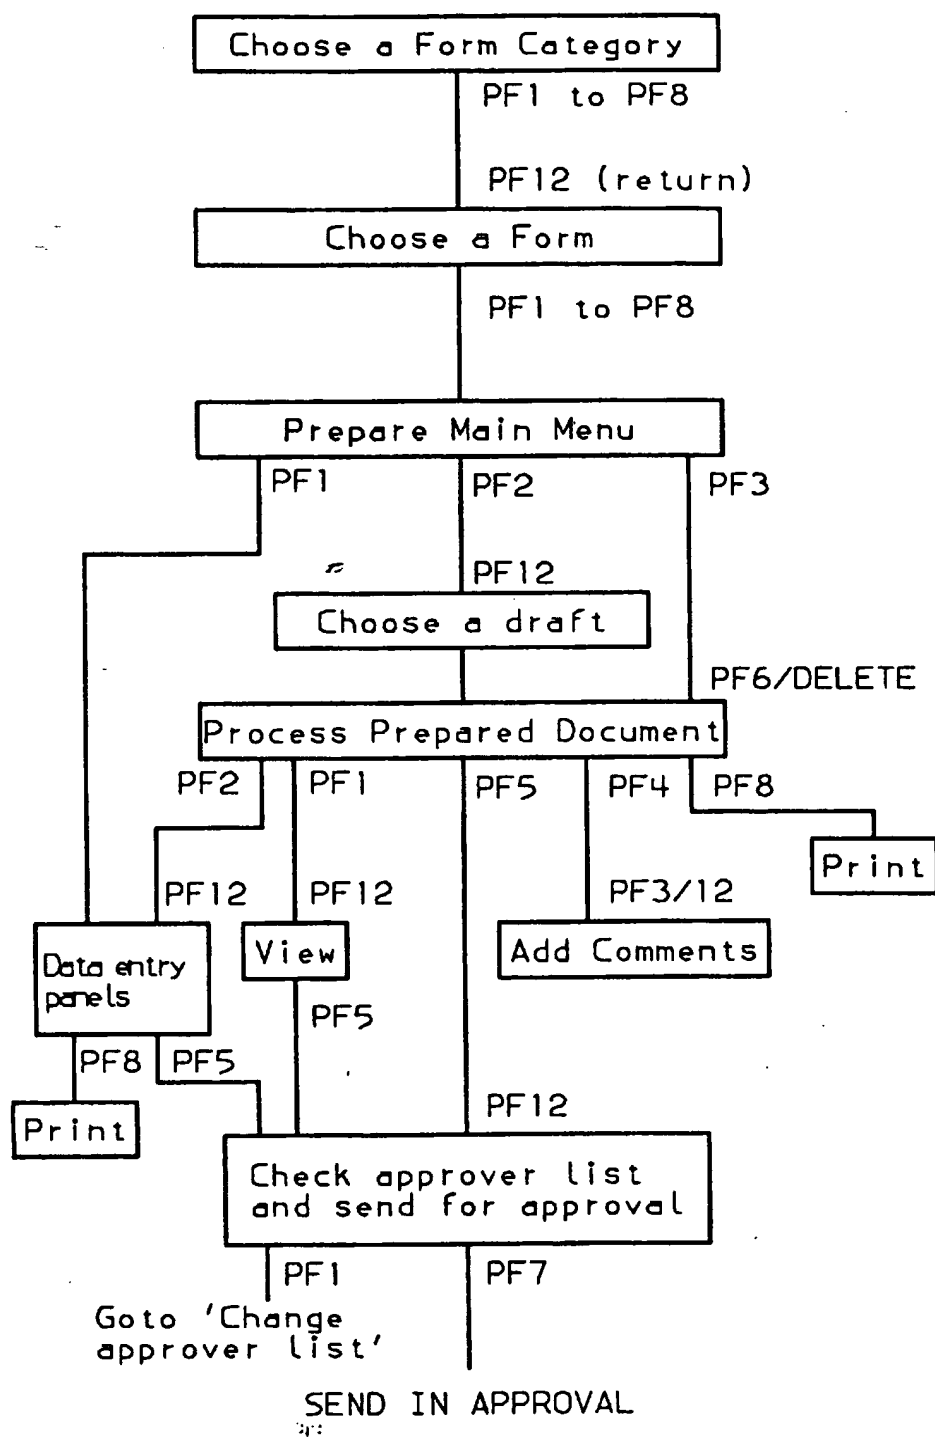 Choose a Form Category
PF1 to PF8
PF12 (return)
Choose a Form
PF1 to PF8
Prepare Main Menu
PF1
PF2
PF3
PF12
Choose a draft
PF6/DELETE
Process Prepared Document
PF2
PF1
PF5
PF4
PF8
Print
PF12
PF12
PF3/12
Data entry
panels
View
Add Comments
PF5
PF8
PF5
PF12
Print
Check approver list
and send for approval
PF1
PF7
Goto 'Change
approver list'
SEND IN APPROVAL